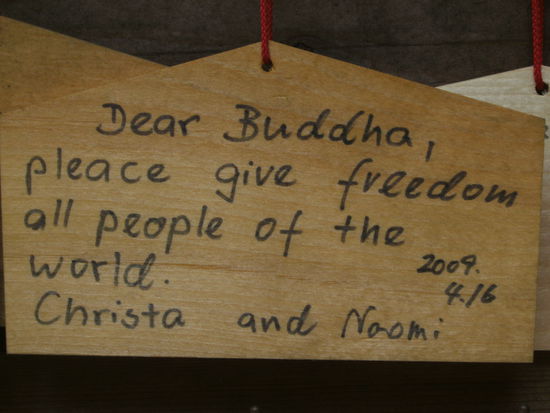 Dear Buddha,
pleace give freedom
all people of the
world.
2009.
4.16
Christa and Naomi